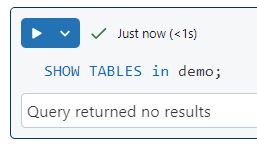 Just now (<1s)
SHOW TABLES in demo;
Query returned no results